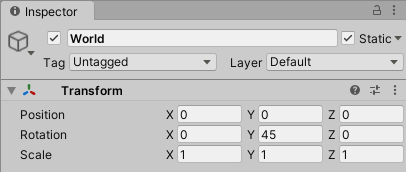 Inspector
World Static
Tag Untagged Layer Default
Transform
Position X 0 Y 0 Z 0
Rotation X 0 Y 45 Z 0
Scale X 1 Y 1 Z 1